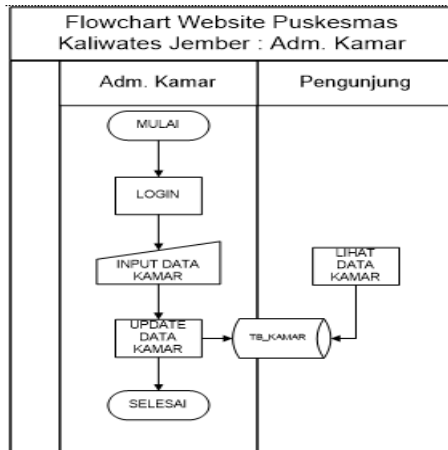 Flowchart Website Puskesmas
Kaliwates Jember : Adm. Kamar
Adm. Kamar
Pengunjung
MULAI
LOGIN
INPUT DATA
KAMAR
LIHAT
DATA
KAMAR
UPDATE
DATA
KAMAR
TB_KAMAR
SELESAI